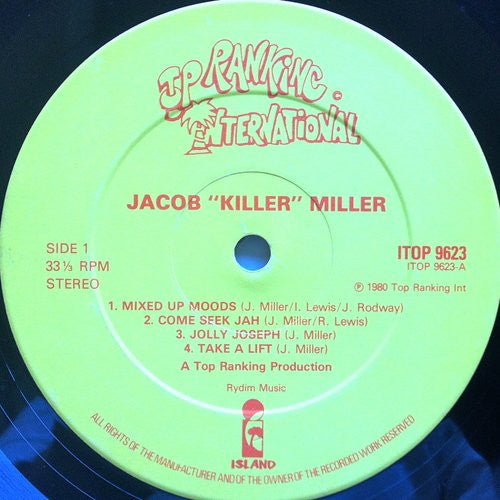 JP RANKING ©
INTERNATIONAL
JACOB "KILLER" MILLER
SIDE 1
33 ⅓ RPM
STEREO
ITOP 9623
ITOP 9623-A
℗ 1980 Top Ranking Int
1. MIXED UP MOODS (J. Miller/I. Lewis/J. Rodway)
2. COME SEEK JAH (J. Miller/R. Lewis)
3. JOLLY JOSEPH (J. Miller)
4. TAKE A LIFT (J. Miller)
A Top Ranking Production
Rydim Music
ISLAND
ALL RIGHTS OF THE MANUFACTURER AND OF THE OWNER OF THE RECORDED WORK RESERVED